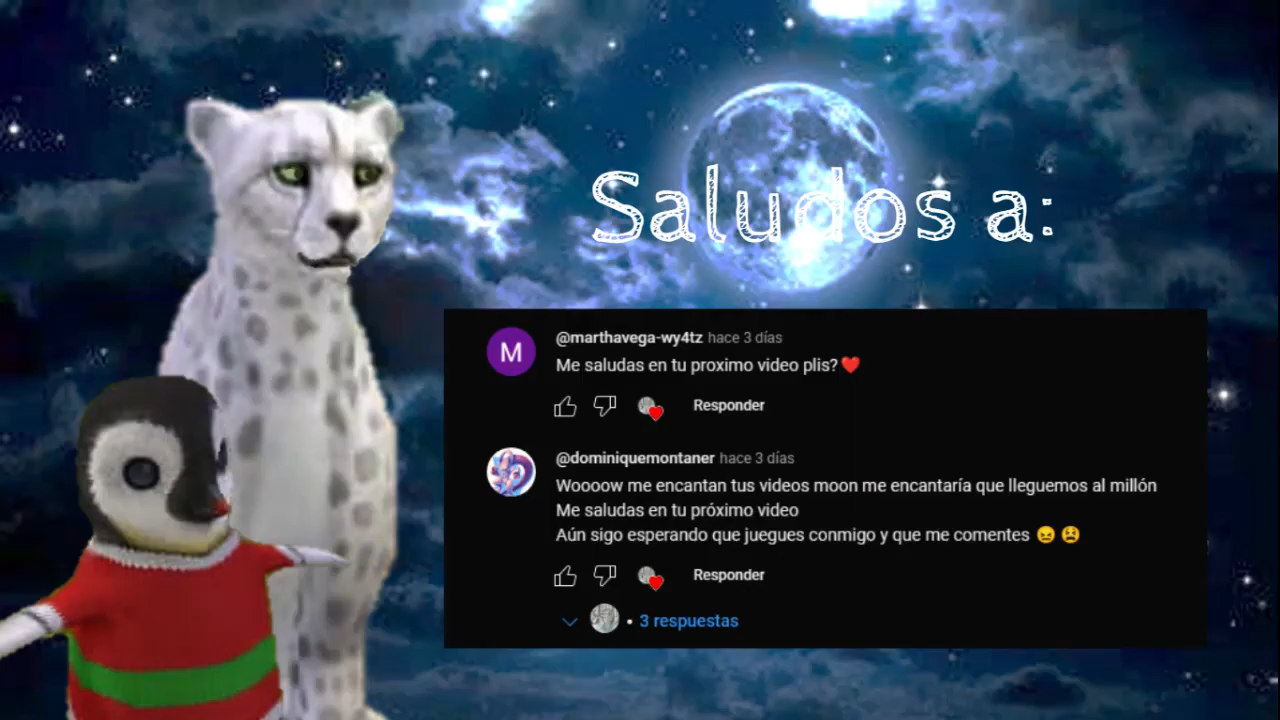 Saludos a:
M
@marthavega-wy4tz hace 3 días
Me saludas en tu proximo video plis?❤️
Responder
@dominiquemontaner hace 3 días
Woooow me encantan tus videos moon me encantaría que lleguemos al millón
Me saludas en tu próximo video
Aún sigo esperando que juegues conmigo y que me comentes 😖 😫
Responder
• 3 respuestas